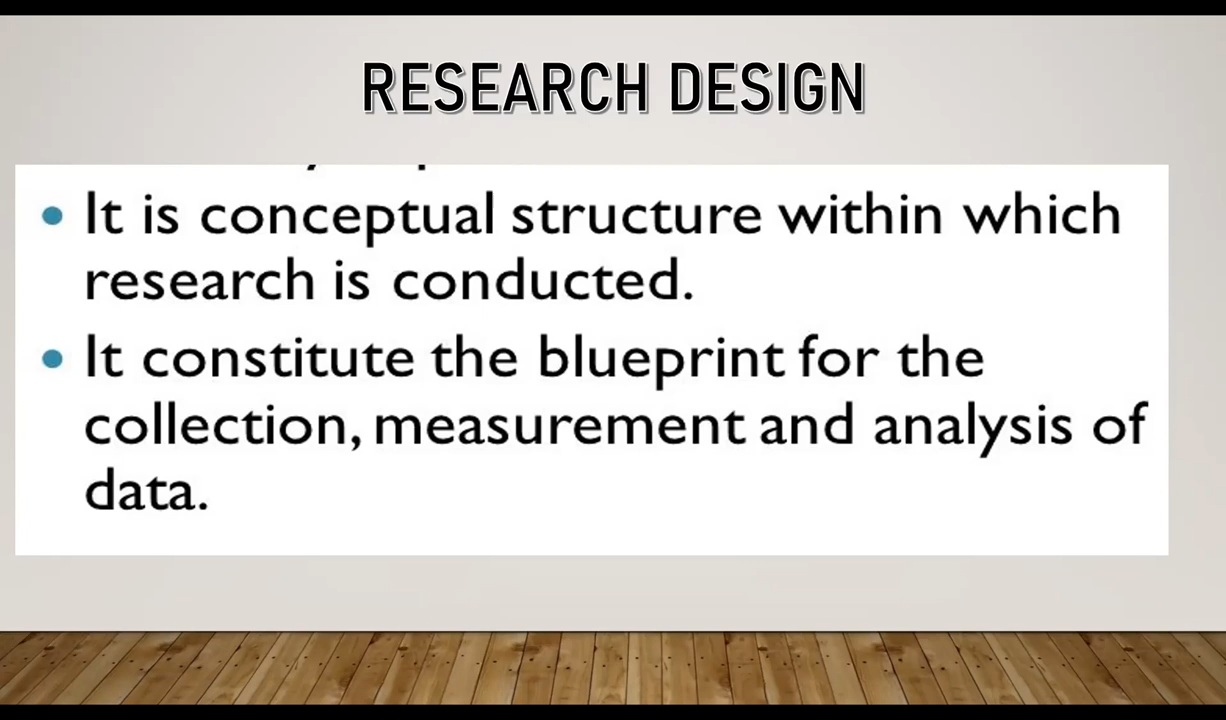 RESEARCH DESIGN
• It is conceptual structure within which
research is conducted.
• It constitute the blueprint for the
collection, measurement and analysis of
data.